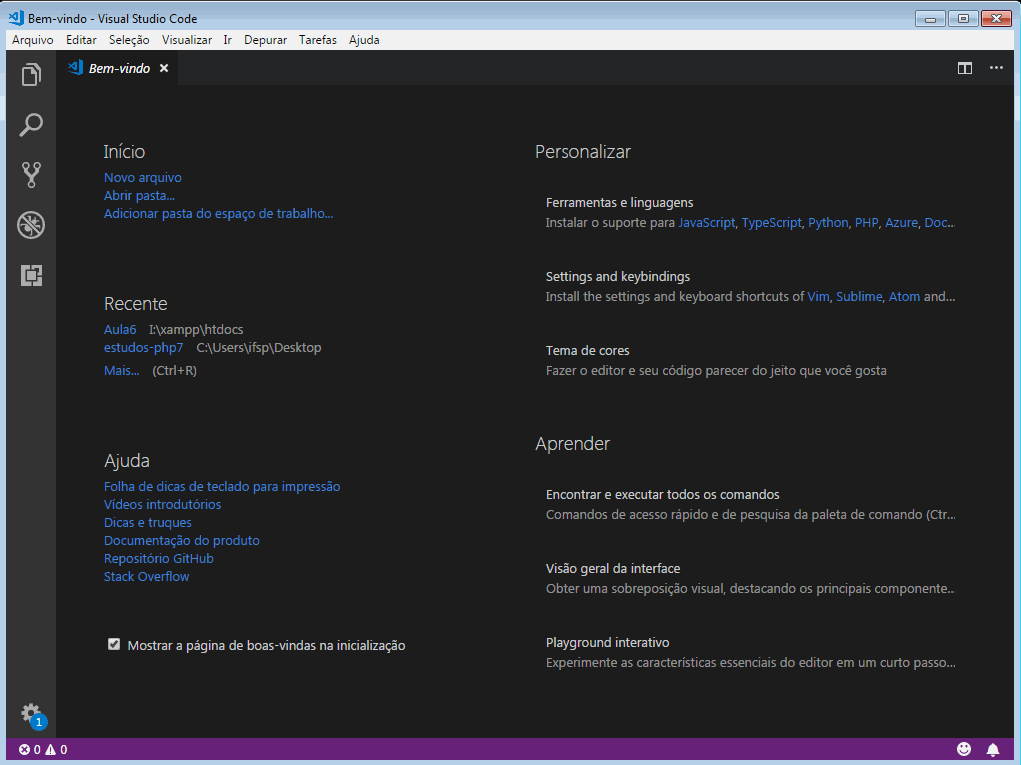 Bem-vindo - Visual Studio Code
Arquivo Editar Seleção Visualizar Ir Depurar Tarefas Ajuda
Bem-vindo
Início
Novo arquivo
Abrir pasta...
Adicionar pasta do espaço de trabalho...
Recente
Aula6 I:\xampp\htdocs
estudos-php7 C:\Users\ifsp\Desktop
Mais... (Ctrl+R)
Ajuda
Folha de dicas de teclado para impressão
Vídeos introdutórios
Dicas e truques
Documentação do produto
Repositório GitHub
Stack Overflow
Mostrar a página de boas-vindas na inicialização
Personalizar
Ferramentas e linguagens
Instalar o suporte para JavaScript, TypeScript, Python, PHP, Azure, Doc...
Settings and keybindings
Install the settings and keyboard shortcuts of Vim, Sublime, Atom and...
Tema de cores
Fazer o editor e seu código parecer do jeito que você gosta
Aprender
Encontrar e executar todos os comandos
Comandos de acesso rápido e de pesquisa da paleta de comando (Ctr...
Visão geral da interface
Obter uma sobreposição visual, destacando os principais componente...
Playground interativo
Experimente as características essenciais do editor em um curto passo...
1
0 0